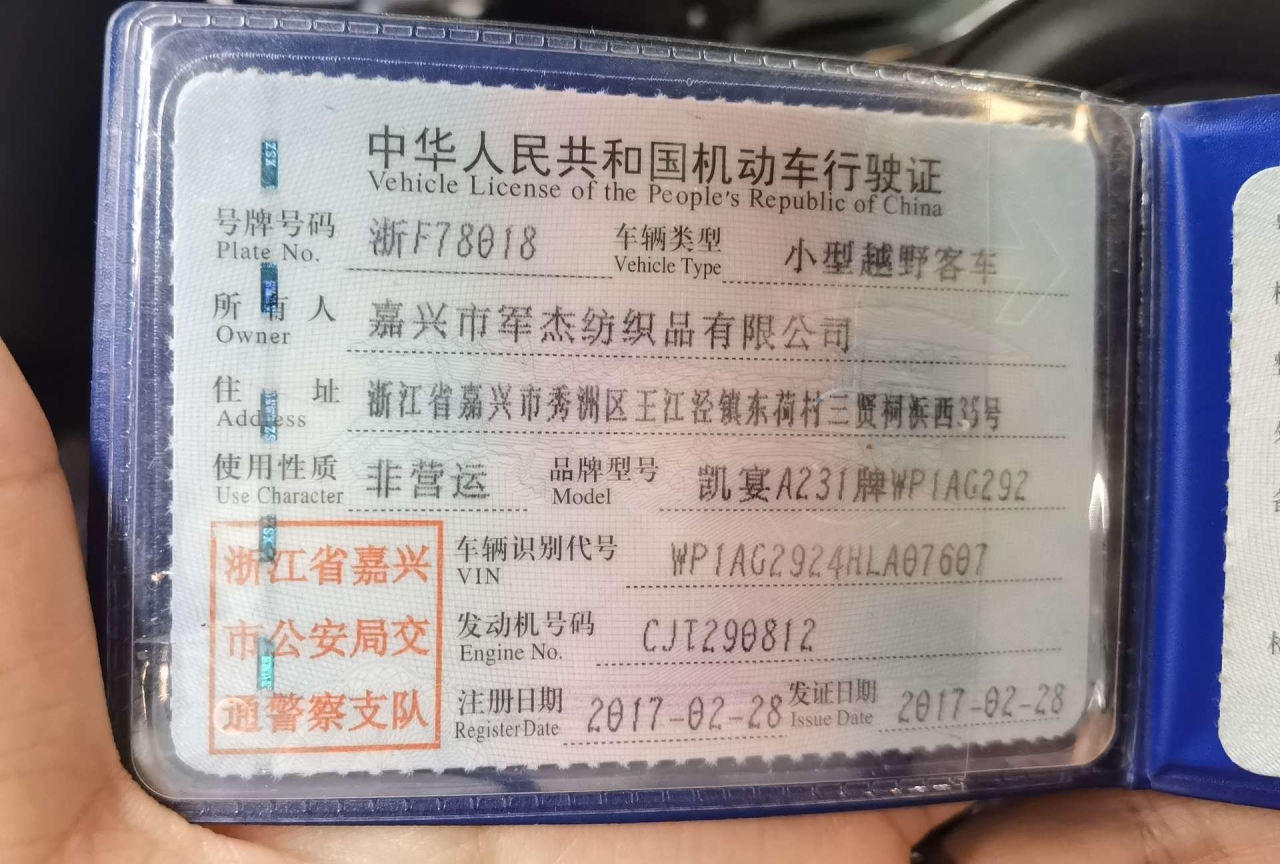 中华人民共和国机动车行驶证
Vehicle License of the People's Republic of China
号牌号码 浙F78018 车辆类型 小型越野客车
Plate No. Vehicle Type
所有人 嘉兴市军杰纺织品有限公司
Owner
住址 浙江省嘉兴市秀洲区王江泾镇东荷村三贤祠浜西35号
Address
使用性质 非营运 品牌型号 凯宴A231牌WP1AG292
Use Character Model
车辆识别代号 WP1AG2924HLA07607
VIN
发动机号码 CJT290812
Engine No.
注册日期 2017-02-28 发证日期 2017-02-28
Register Date Issue Date
浙江省嘉兴
市公安局交
通警察支队